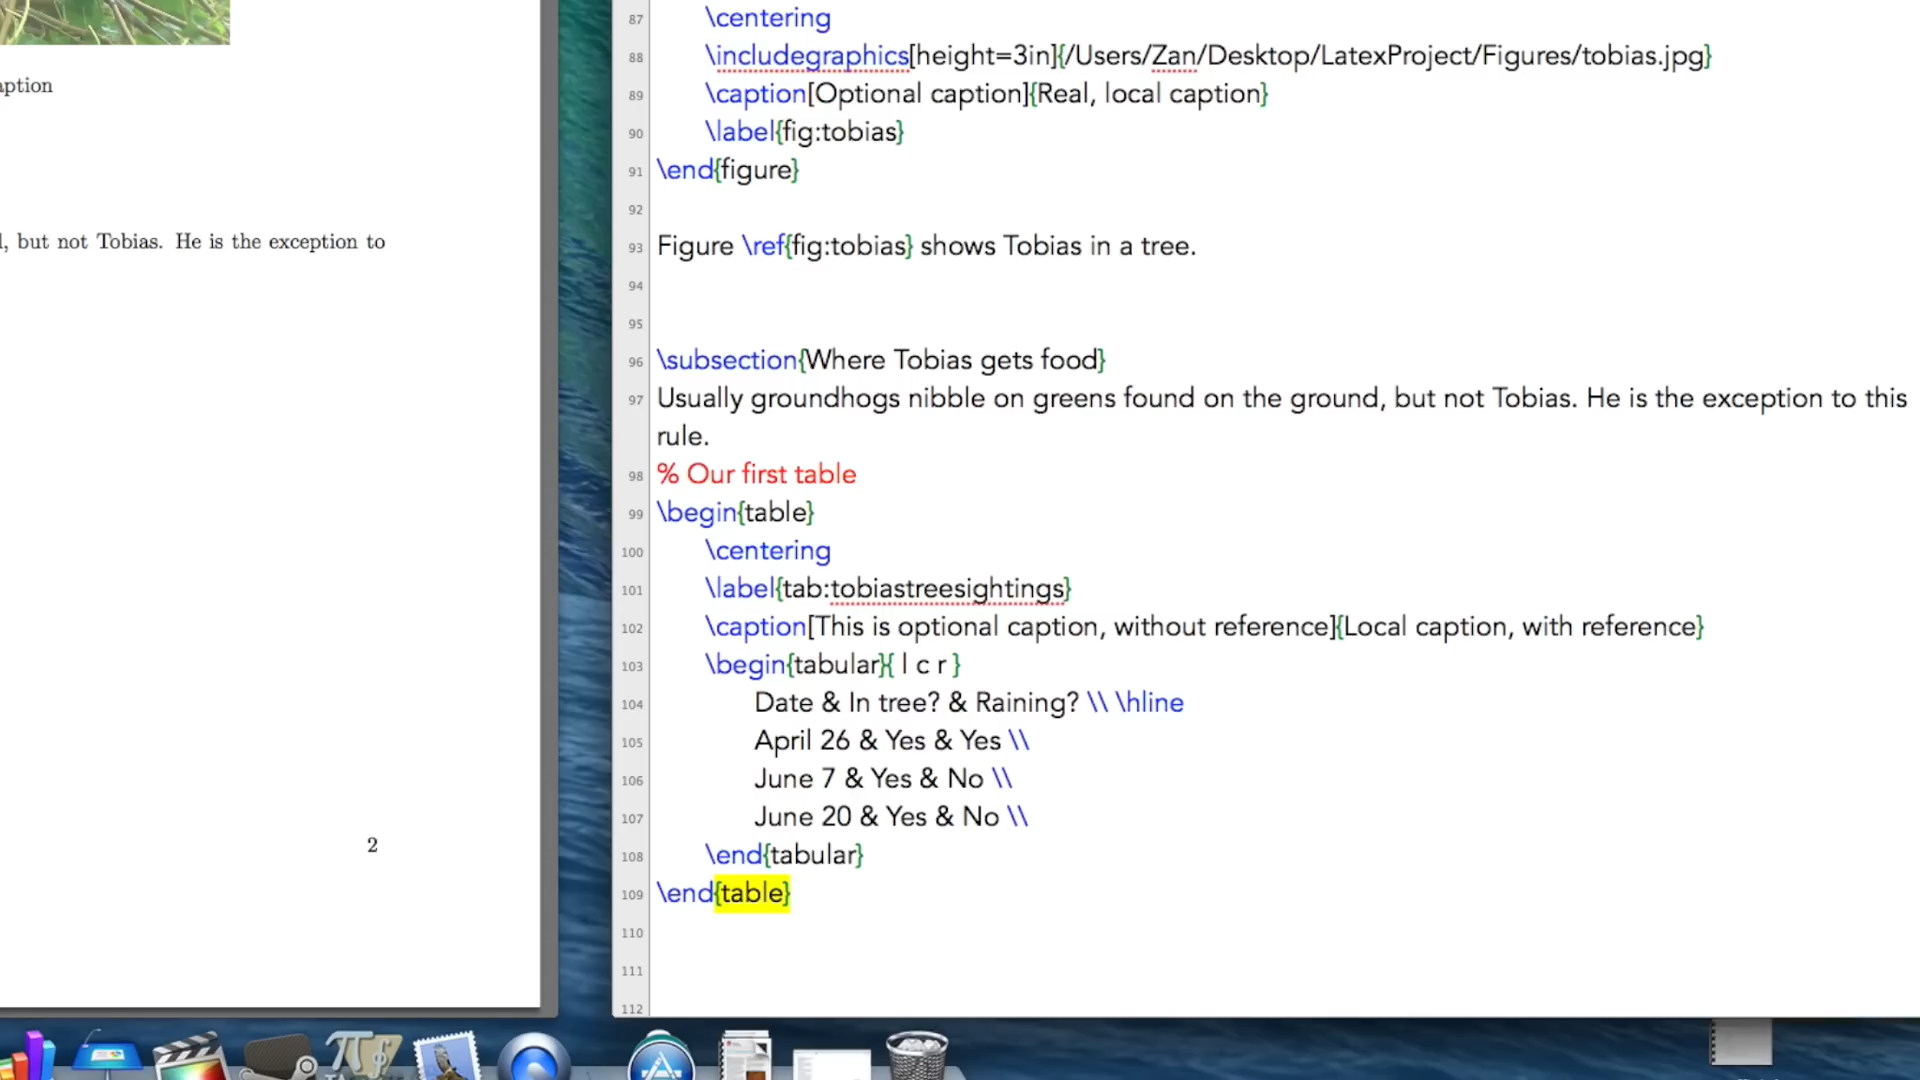 aption
, but not Tobias. He is the exception to
2
87 \centering
88 \includegraphics[height=3in]{/Users/Zan/Desktop/LatexProject/Figures/tobias.jpg}
89 \caption[Optional caption]{Real, local caption}
90 \label{fig:tobias}
91 \end{figure}
92
93 Figure \ref{fig:tobias} shows Tobias in a tree.
94
95
96 \subsection{Where Tobias gets food}
97 Usually groundhogs nibble on greens found on the ground, but not Tobias. He is the exception to this
rule.
98 % Our first table
99 \begin{table}
100 \centering
101 \label{tab:tobiastreesightings}
102 \caption[This is optional caption, without reference]{Local caption, with reference}
103 \begin{tabular}{ l c r }
104 Date & In tree? & Raining? \\ \hline
105 April 26 & Yes & Yes \\
106 June 7 & Yes & No \\
107 June 20 & Yes & No \\
108 \end{tabular}
109 \end{table}
110
111
112